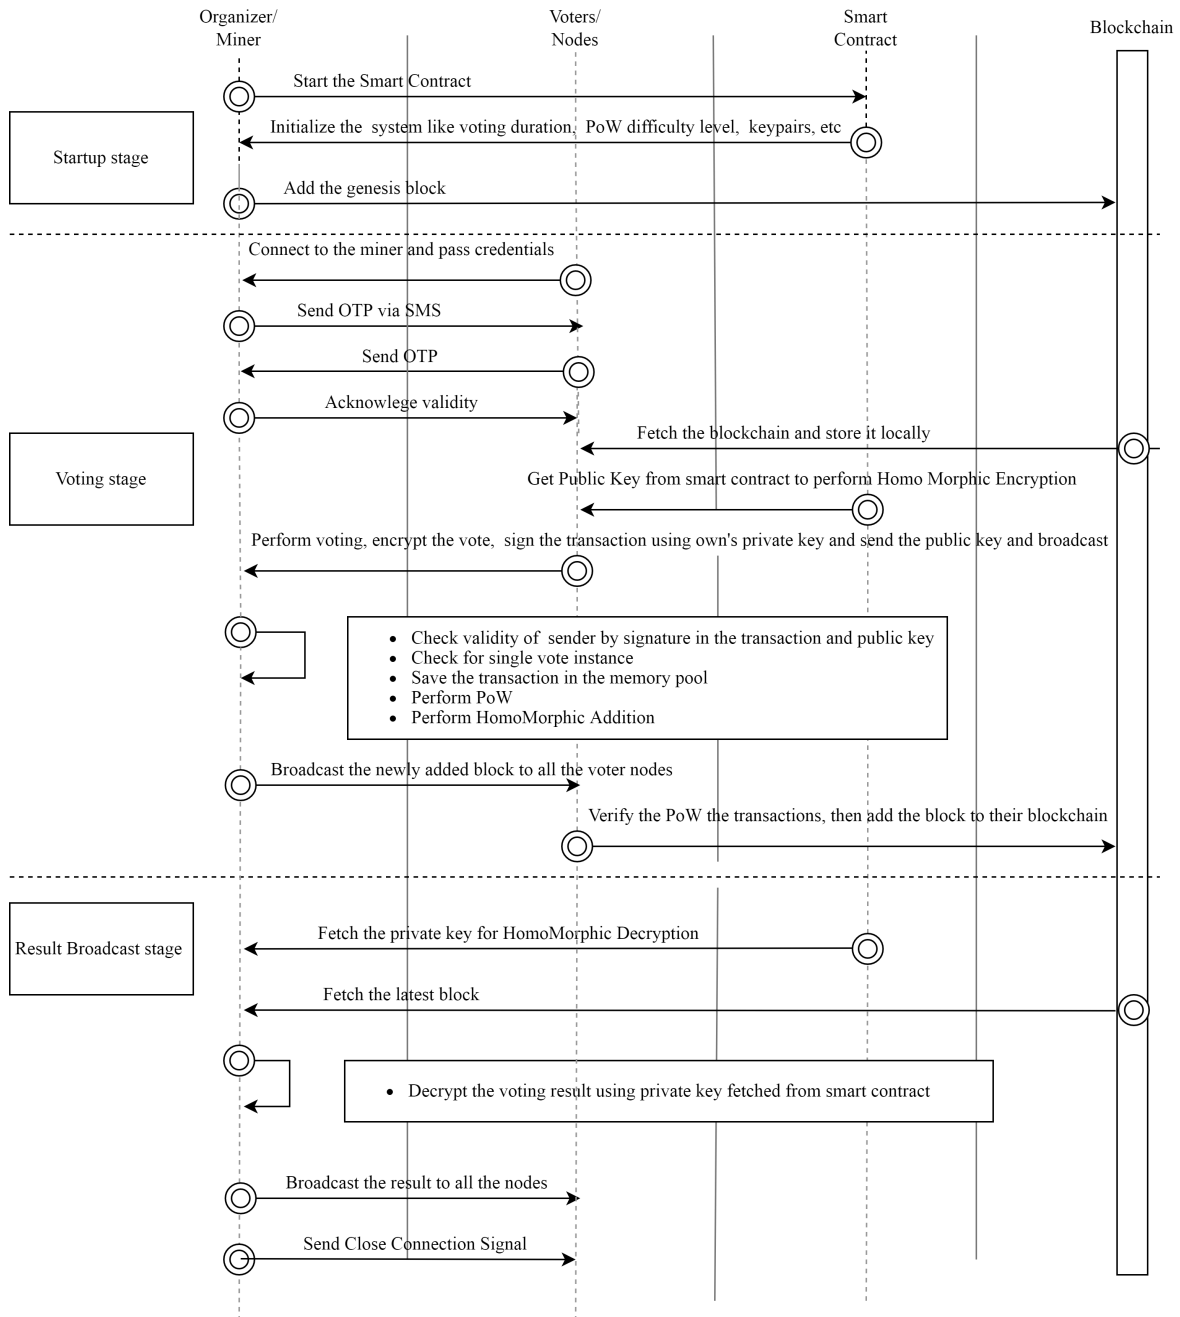 Organizer/
Miner
Voters/
Nodes
Smart
Contract
Blockchain
Start the Smart Contract
Initialize the system like voting duration, PoW difficulty level, keypairs, etc
Startup stage
Add the genesis block
Connect to the miner and pass credentials
Send OTP via SMS
Send OTP
Acknowlege validity
Fetch the blockchain and store it locally
Voting stage
Get Public Key from smart contract to perform Homo Morphic Encryption
Perform voting, encrypt the vote, sign the transaction using own's private key and send the public key and broadcast
• Check validity of sender by signature in the transaction and public key
• Check for single vote instance
• Save the transaction in the memory pool
• Perform PoW
• Perform HomoMorphic Addition
Broadcast the newly added block to all the voter nodes
Verify the PoW the transactions, then add the block to their blockchain
Result Broadcast stage
Fetch the private key for HomoMorphic Decryption
Fetch the latest block
• Decrypt the voting result using private key fetched from smart contract
Broadcast the result to all the nodes
Send Close Connection Signal